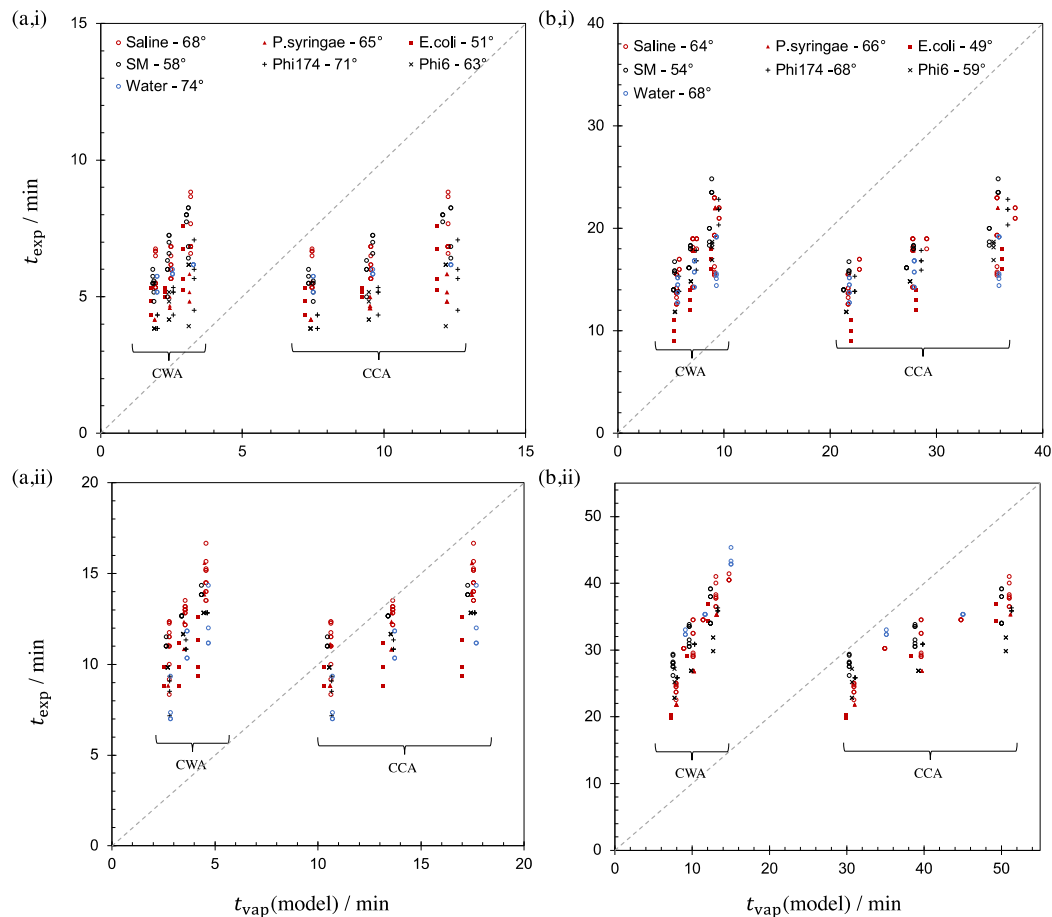 (a,i)
Saline - 68° P.syringae - 65° E.coli - 51°
SM - 58° Phi174 - 71° Phi6 - 63°
Water - 74°
15
10
5
0
t_exp / min
CWA
CCA
0 5 10 15
(b,i)
Saline - 64° P.syringae - 66° E.coli - 49°
SM - 54° Phi174 -68° Phi6 - 59°
Water - 68°
40
30
20
10
0
CWA
CCA
0 10 20 30 40
(a,ii)
20
15
10
5
0
t_exp / min
CWA
CCA
0 5 10 15 20
t_vap(model) / min
(b,ii)
50
40
30
20
10
0
CWA
CCA
0 10 20 30 40 50
t_vap(model) / min